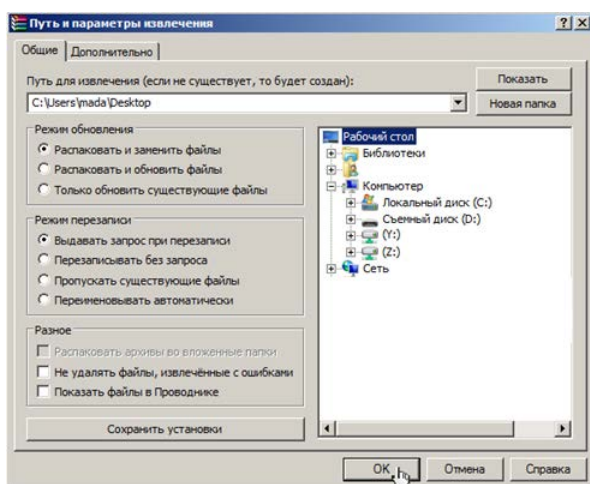 Путь и параметры извлечения
Общие
Дополнительно
Путь для извлечения (если не существует, то будет создан):
Показать
C:\Users\mada\Desktop
Новая папка
Режим обновления
Распаковать и заменить файлы
Распаковать и обновить файлы
Только обновить существующие файлы
Режим перезаписи
Выдавать запрос при перезаписи
Перезаписывать без запроса
Пропускать существующие файлы
Переименовывать автоматически
Разное
Распаковать архивы во вложенные папки
Не удалять файлы, извлечённые с ошибками
Показать файлы в Проводнике
Сохранить установки
Рабочий стол
Библиотеки
Компьютер
Локальный диск (C:)
Съемный диск (D:)
(Y:)
(Z:)
Сеть
OK
Отмена
Справка